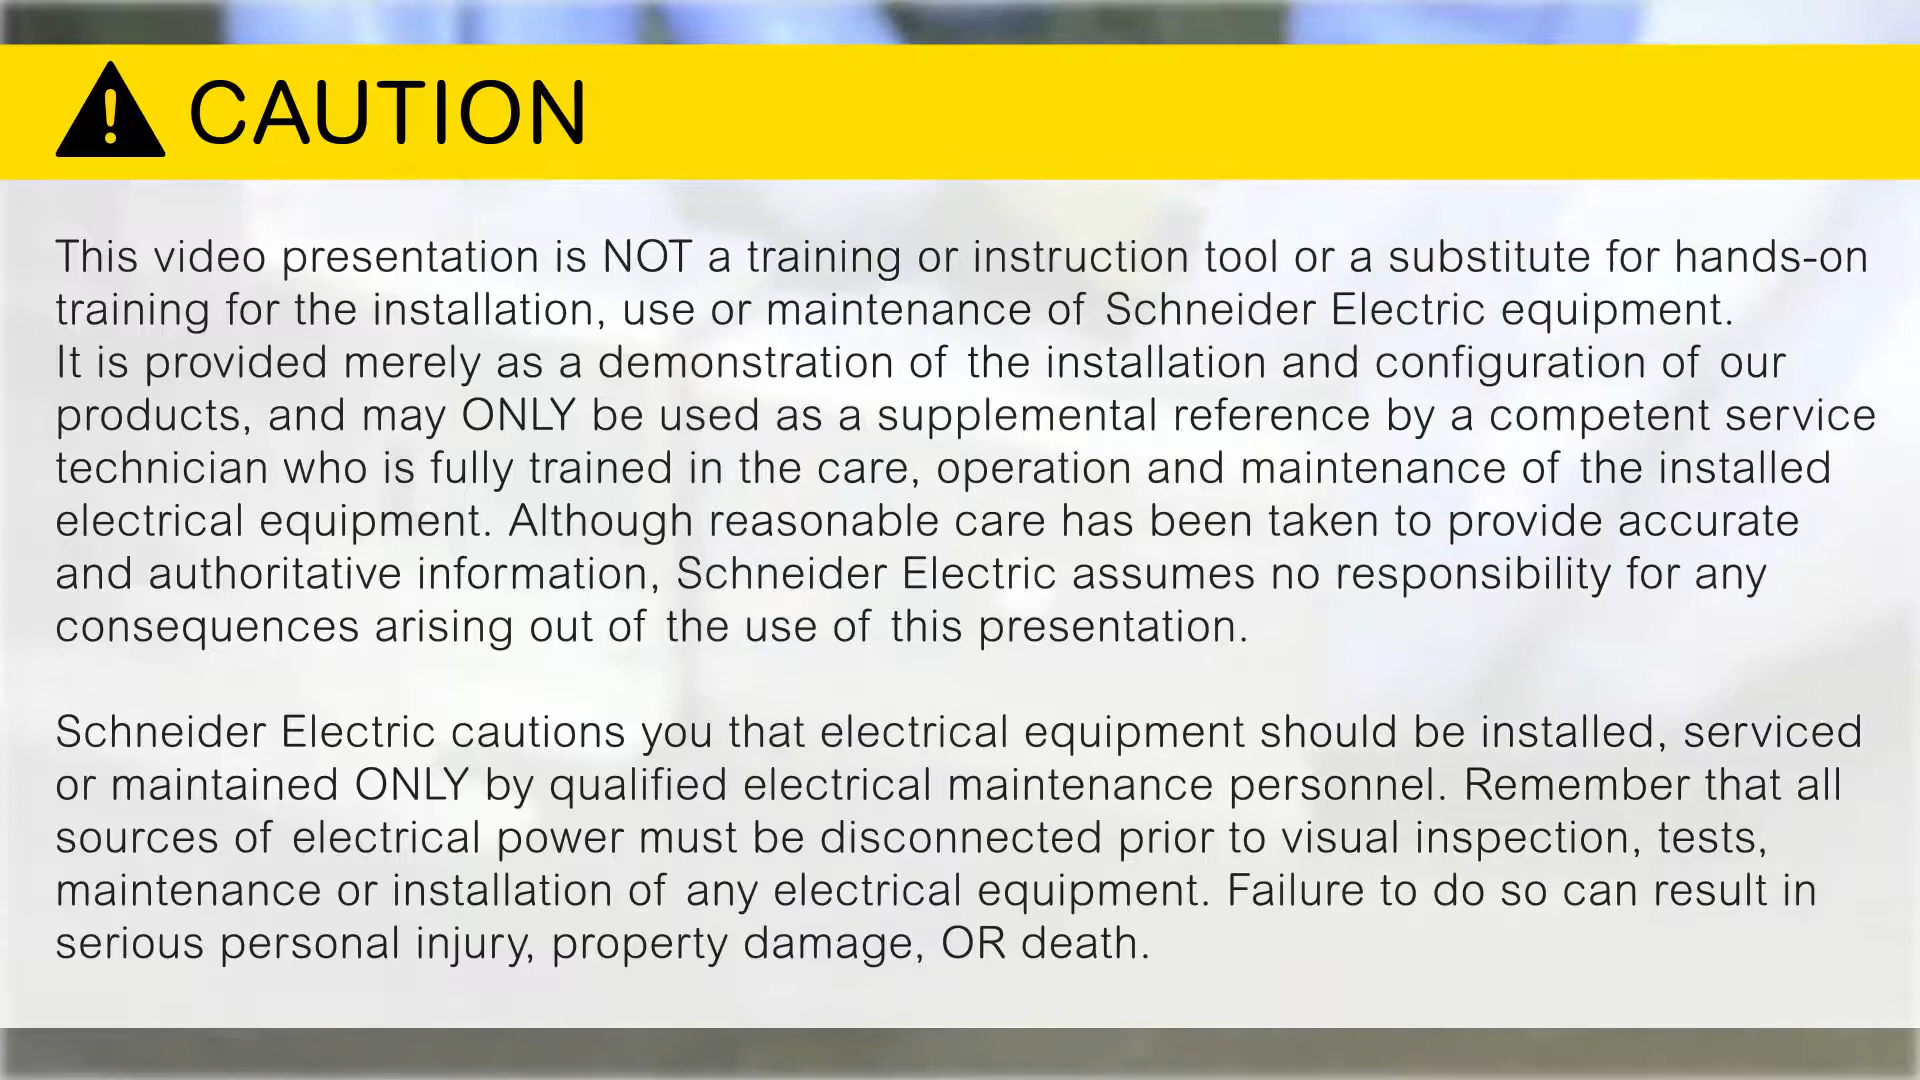 CAUTION
This video presentation is NOT a training or instruction tool or a substitute for hands-on
training for the installation, use or maintenance of Schneider Electric equipment.
It is provided merely as a demonstration of the installation and configuration of our
products, and may ONLY be used as a supplemental reference by a competent service
technician who is fully trained in the care, operation and maintenance of the installed
electrical equipment. Although reasonable care has been taken to provide accurate
and authoritative information, Schneider Electric assumes no responsibility for any
consequences arising out of the use of this presentation.
Schneider Electric cautions you that electrical equipment should be installed, serviced
or maintained ONLY by qualified electrical maintenance personnel. Remember that all
sources of electrical power must be disconnected prior to visual inspection, tests,
maintenance or installation of any electrical equipment. Failure to do so can result in
serious personal injury, property damage, OR death.